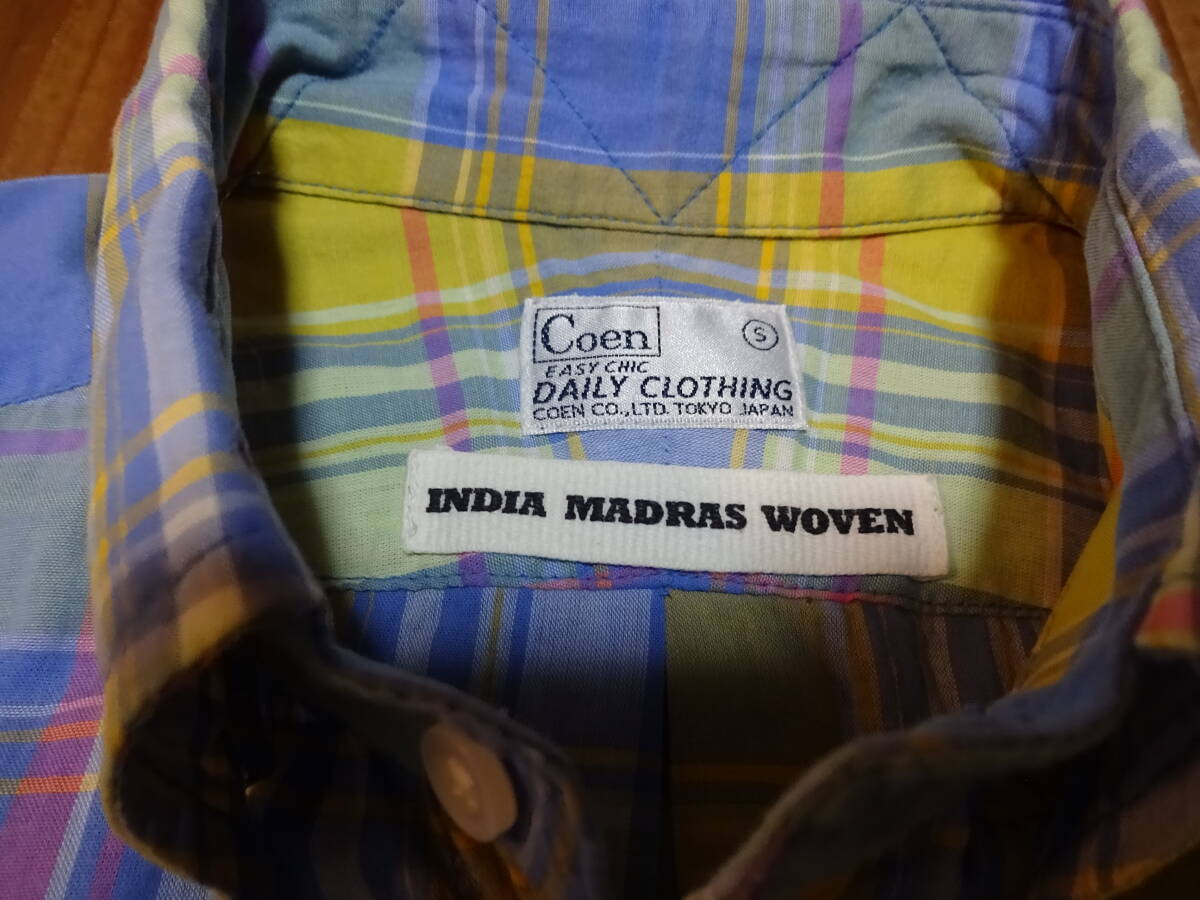 Coen S
EASY CHIC
DAILY CLOTHING
COEN CO.,LTD. TOKYO JAPAN
INDIA MADRAS WOVEN